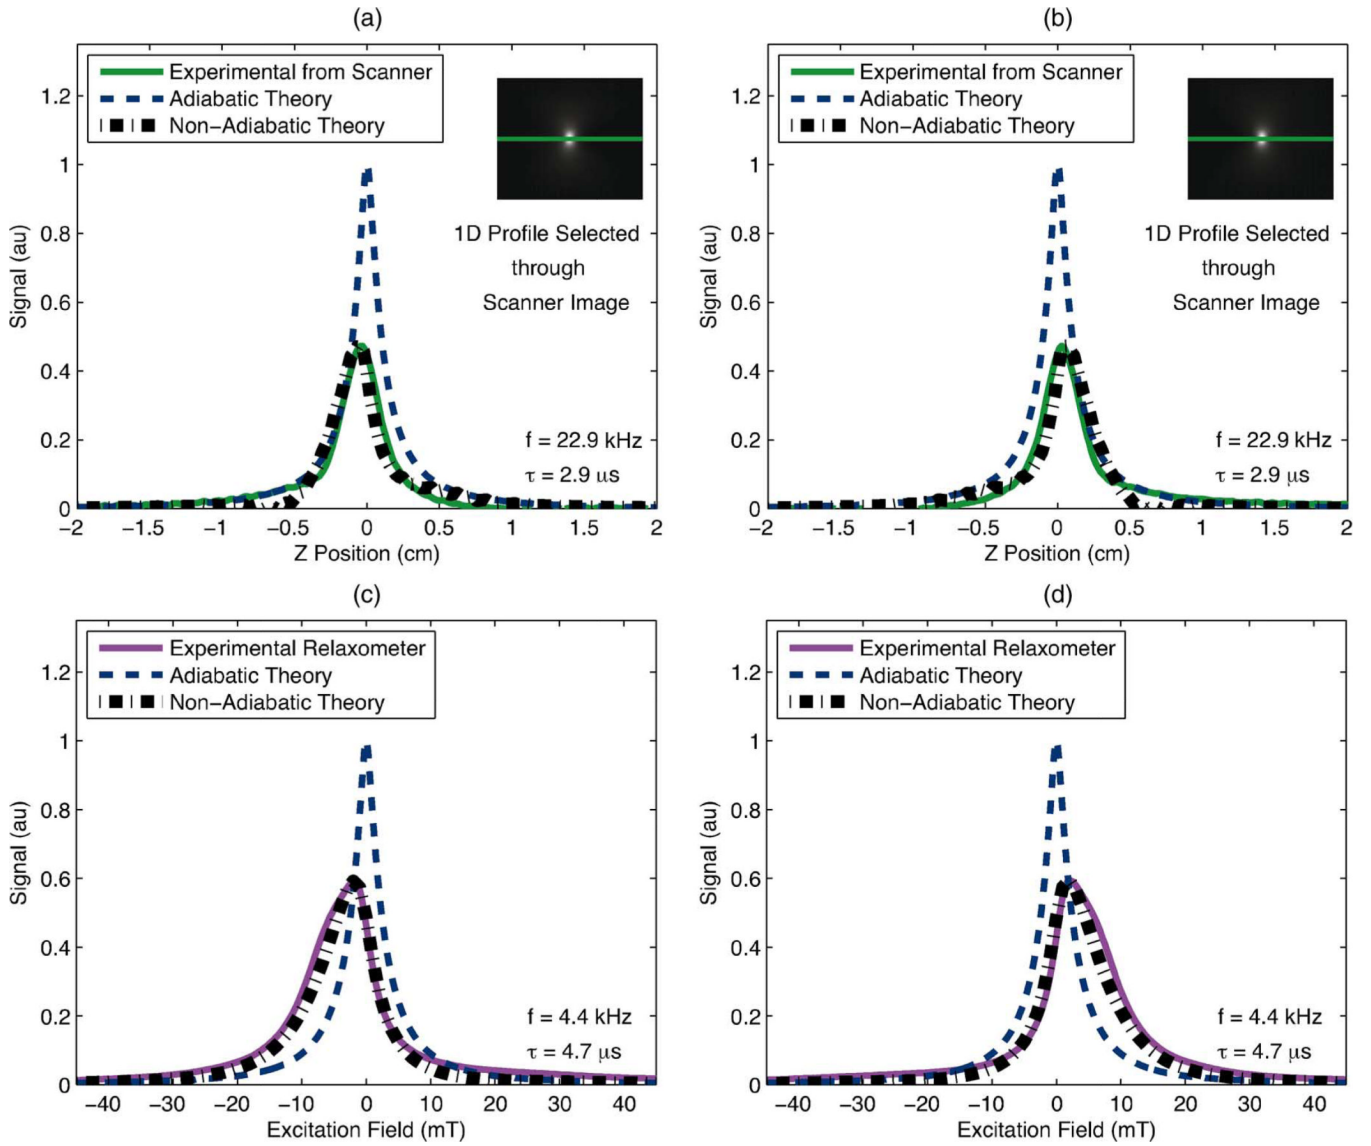 (a)
Experimental from Scanner
Adiabatic Theory
Non-Adiabatic Theory
1D Profile Selected
through
Scanner Image
f = 22.9 kHz
τ = 2.9 μs
Signal (au)
1.2
1
0.8
0.6
0.4
0.2
0
−2 −1.5 −1 −0.5 0 0.5 1 1.5 2
Z Position (cm)
(b)
Experimental from Scanner
Adiabatic Theory
Non-Adiabatic Theory
1D Profile Selected
through
Scanner Image
f = 22.9 kHz
τ = 2.9 μs
Signal (au)
1.2
1
0.8
0.6
0.4
0.2
0
−2 −1.5 −1 −0.5 0 0.5 1 1.5 2
Z Position (cm)
(c)
Experimental Relaxometer
Adiabatic Theory
Non−Adiabatic Theory
f = 4.4 kHz
τ = 4.7 μs
Signal (au)
1.2
1
0.8
0.6
0.4
0.2
0
−40 −30 −20 −10 0 10 20 30 40
Excitation Field (mT)
(d)
Experimental Relaxometer
Adiabatic Theory
Non−Adiabatic Theory
f = 4.4 kHz
τ = 4.7 μs
Signal (au)
1.2
1
0.8
0.6
0.4
0.2
0
−40 −30 −20 −10 0 10 20 30 40
Excitation Field (mT)